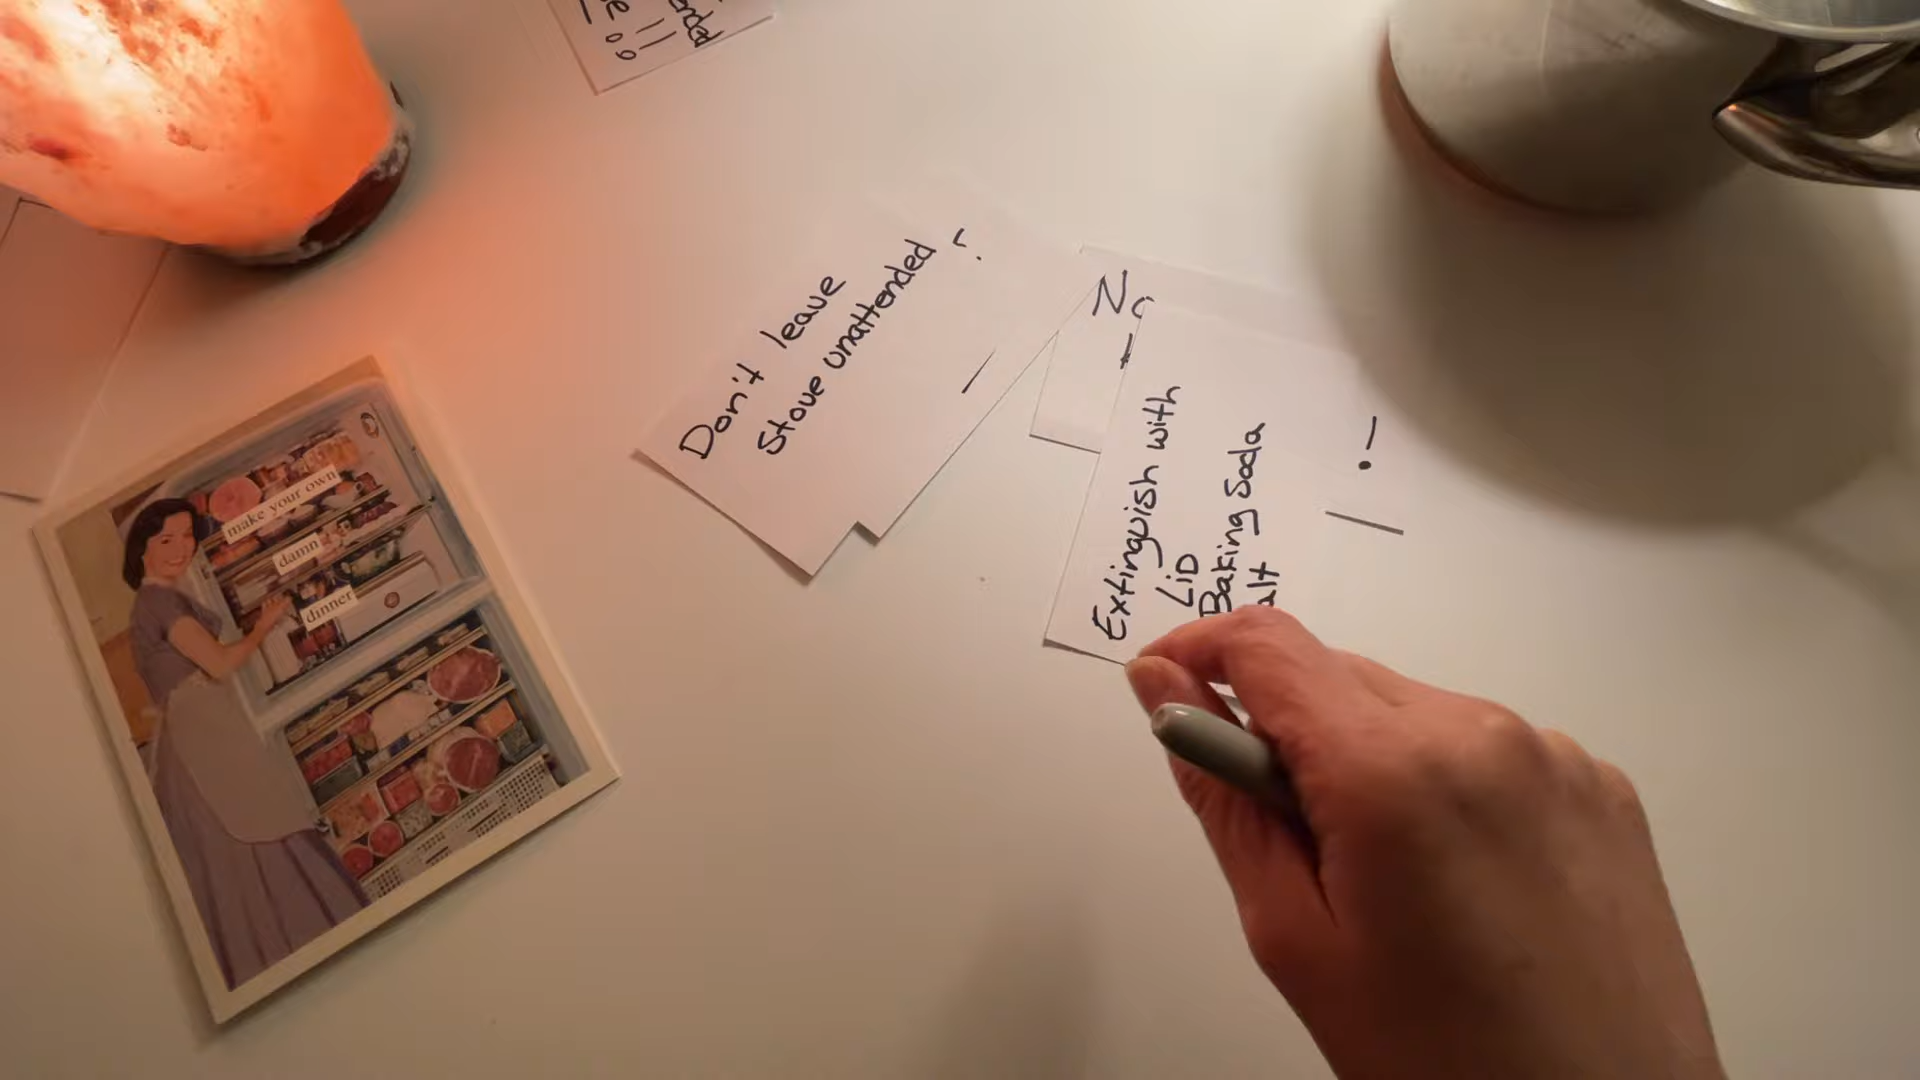 Don't leave
Stove unattended
Extinguish with
LiD
Baking Soda
make your own
damn
dinner